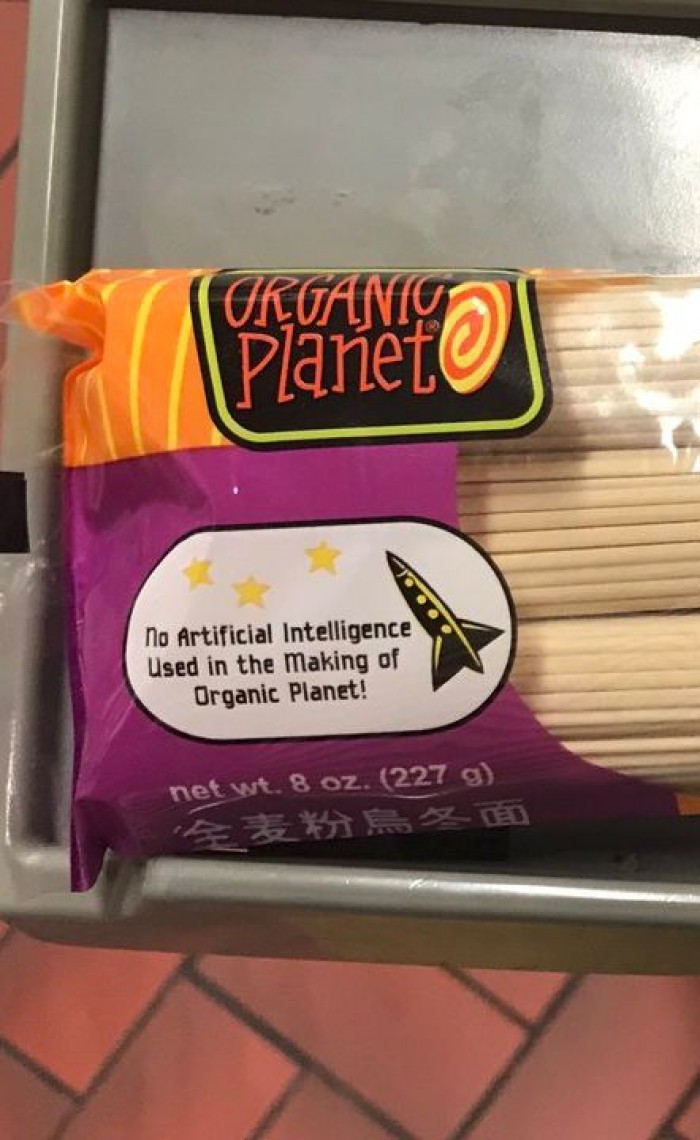 ORGANIC
Planet®
No Artificial Intelligence
Used in the Making of
Organic Planet!
net wt. 8 oz. (227 g)
全麦粉烏冬面